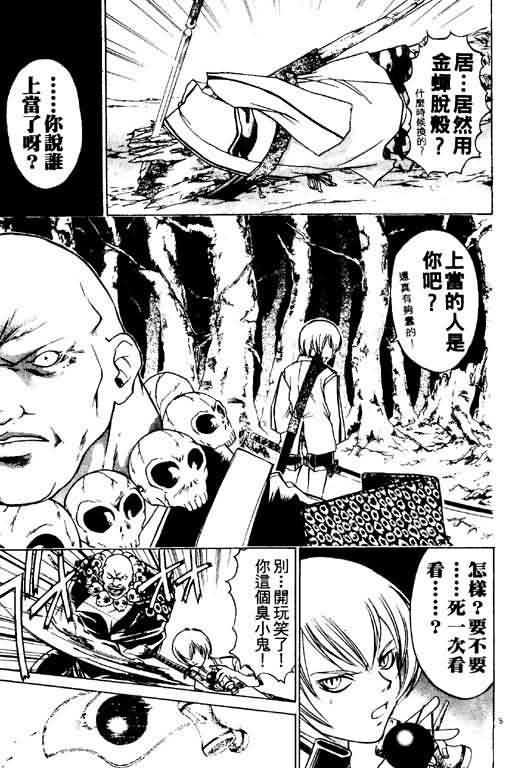 居…居然用
金蟬脫殼？
什麼時候換的？
……你說誰
上當了呀？
上當的人是
你吧？
還真有夠蠢的！
怎樣？要不要
……死一次看
看……？
別…開玩笑了！
你這個臭小鬼！
5